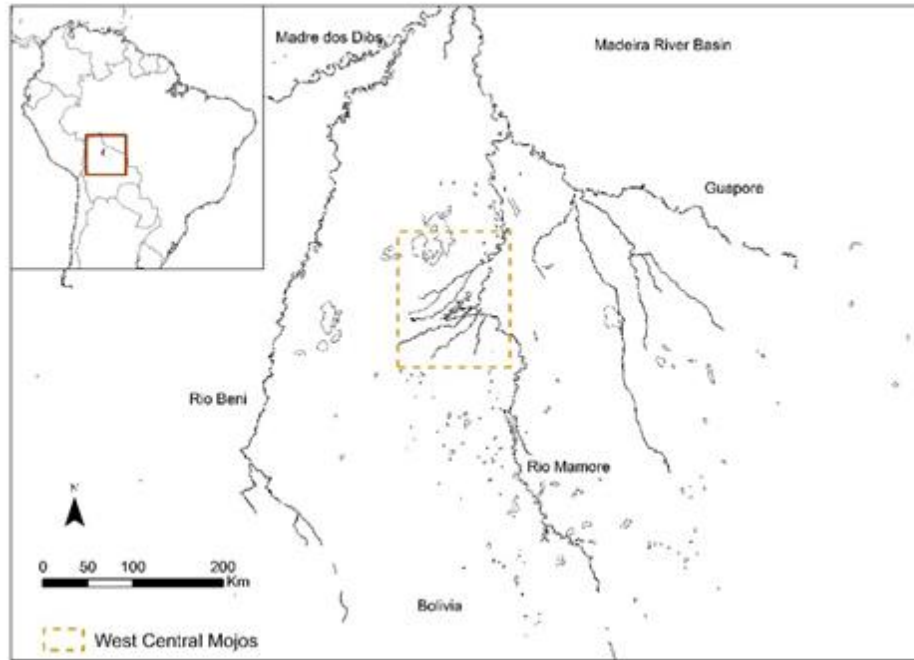 Madre dos Dibs
Madeira River Basin
Guapore
Rio Beni
Rio Mamore
N
0 50 100 200
Km
Bolivia
West Central Mojos